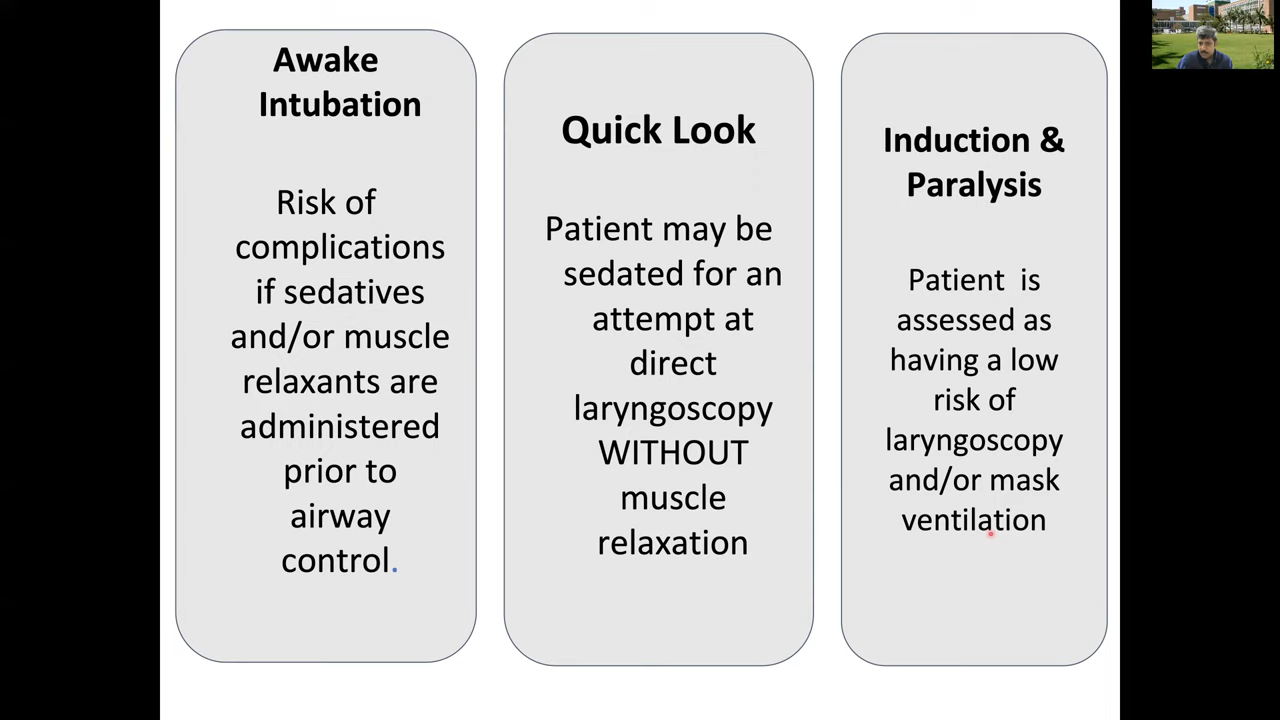 Awake
Intubation
Risk of
complications
if sedatives
and/or muscle
relaxants are
administered
prior to
airway
control.
Quick Look
Patient may be
sedated for an
attempt at
direct
laryngoscopy
WITHOUT
muscle
relaxation
Induction &
Paralysis
Patient  is
assessed as
having a low
risk of
laryngoscopy
and/or mask
ventilation